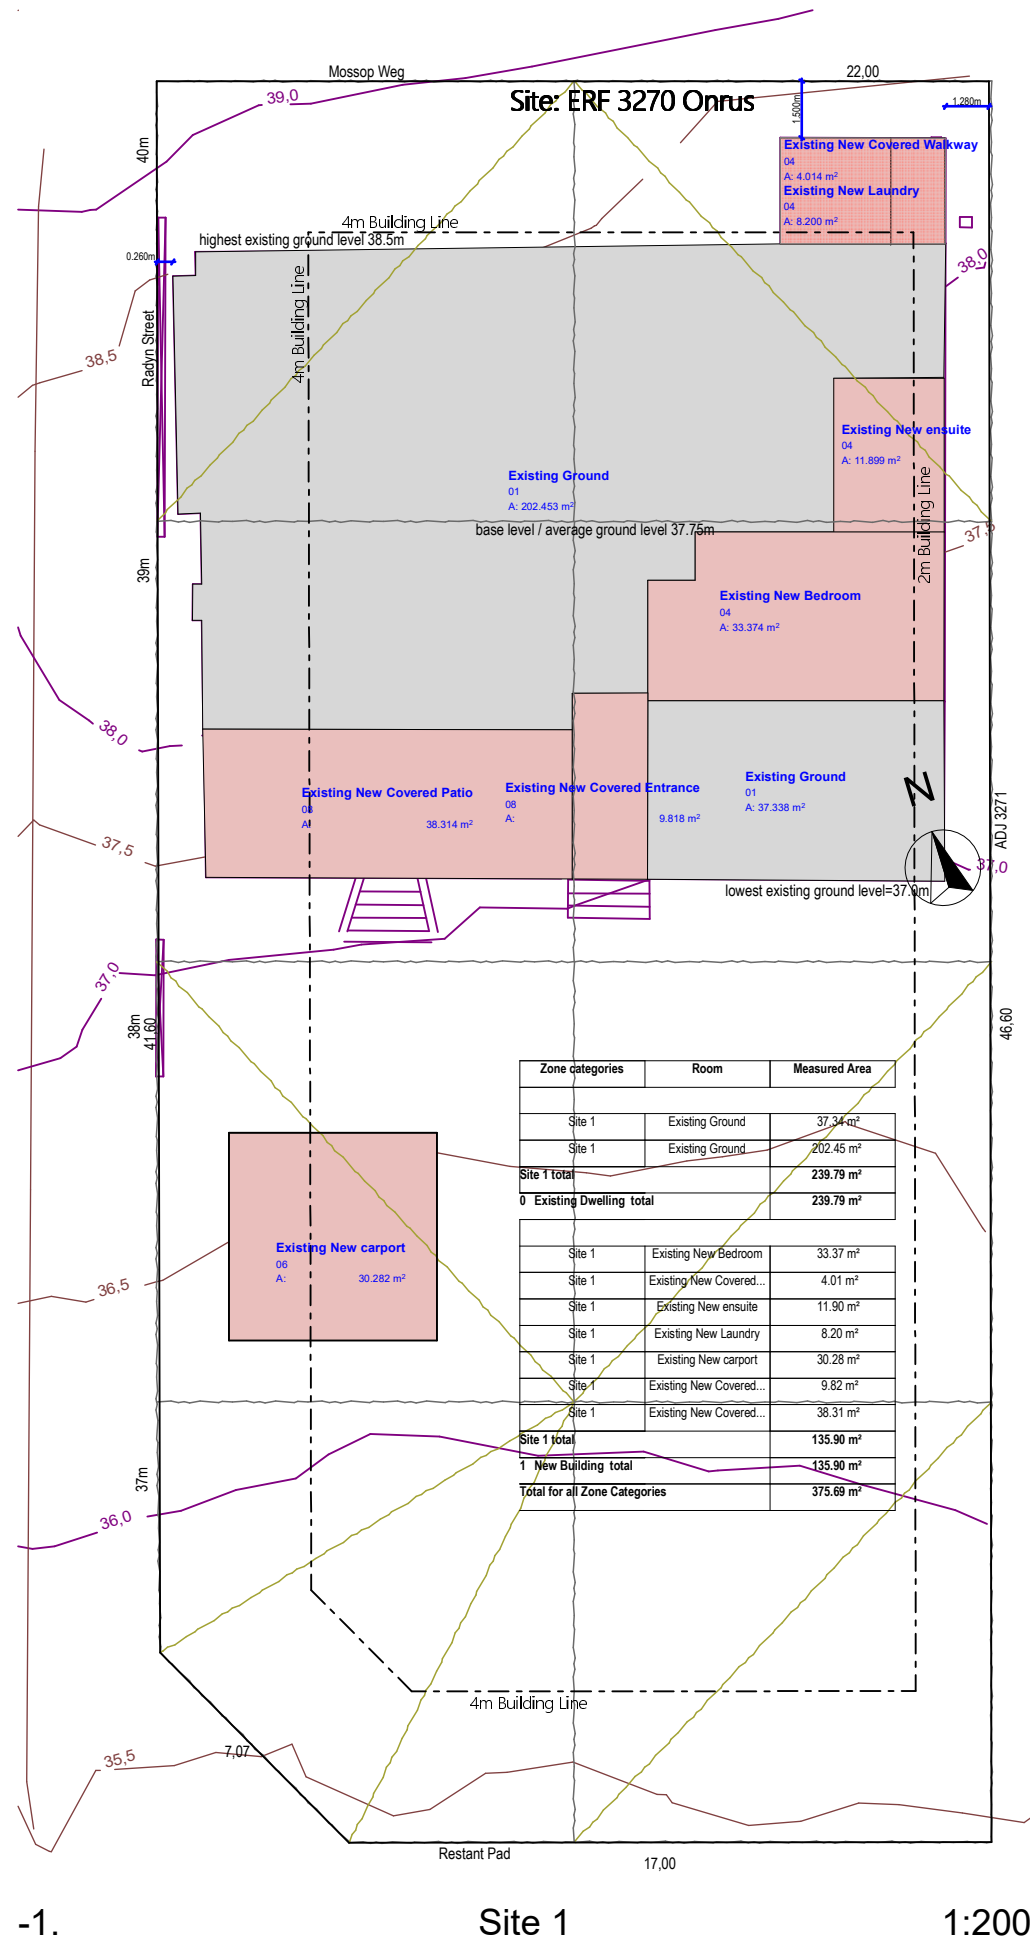 Mossop Weg
22,00
39,0
Site: ERF 3270 Onrus
1.500m
1.280m
40m
Existing New Covered Walkway
04
A: 4.014 m²
Existing New Laundry
04
A: 8.200 m²
4m Building Line
highest existing ground level 38.5m
0.260m
38,0
4m Building Line
Radyn Street
38,5
Existing New ensuite
04
A: 11.899 m²
Existing Ground
01
A: 202.453 m²
base level / average ground level 37.75m
2m Building Line
37,5
39m
Existing New Bedroom
04
A: 33.374 m²
38,0
Existing Ground
01
A: 37.338 m²
N
Existing New Covered Patio
08
A: 38.314 m²
Existing New Covered Entrance
08
A: 9.818 m²
ADJ 3271
37,5
37,0
lowest existing ground level=37.0m
37,0
38m
41,60
46,60
Zone categories Room Measured Area
Site 1 Existing Ground 37.34 m²
Site 1 Existing Ground 202.45 m²
Site 1 total 239.79 m²
0 Existing Dwelling total 239.79 m²
Site 1 Existing New Bedroom 33.37 m²
Site 1 Existing New Covered... 4.01 m²
Site 1 Existing New ensuite 11.90 m²
Site 1 Existing New Laundry 8.20 m²
Site 1 Existing New carport 30.28 m²
Site 1 Existing New Covered... 9.82 m²
Site 1 Existing New Covered... 38.31 m²
Site 1 total 135.90 m²
1 New Building total 135.90 m²
Total for all Zone Categories 375.69 m²
Existing New carport
06
A: 30.282 m²
36,5
37m
36,0
4m Building Line
7,07
35,5
Restant Pad
17,00
-1. Site 1 1:200